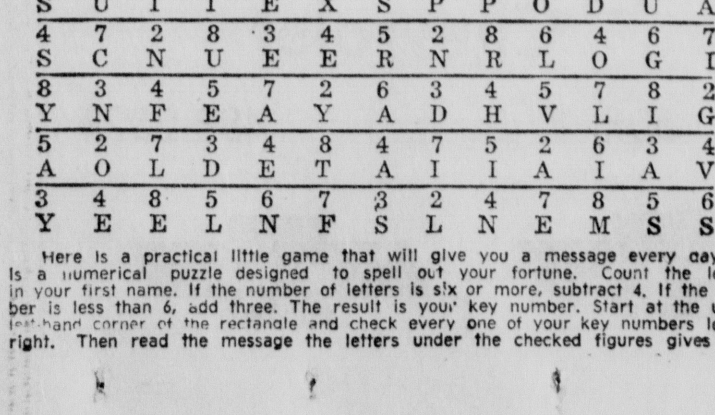 S U I T E X S P P O D U A
4 7 2 8 3 4 5 2 8 6 4 6 7
S C N U E E R N R L O G I
8 3 4 5 7 2 6 3 4 5 7 8 2
Y N F E A Y A D H V L I G
5 2 7 3 4 8 4 7 5 2 6 3 4
A O L D E T A I I A I A V
3 4 8 5 6 7 3 2 4 7 8 5 6
Y E E L N F S L N E M S S
Here Is a practical little game that will give you a message every day
Is a numerical puzzle designed to spell out your fortune. Count the
in your first name. If the number of letters is six or more, subtract 4. If the
ber is less than 6, add three. The result is your key number. Start at the
left-hand corner of the rectangle and check every one of your key numbers
right. Then read the message the letters under the checked figures gives